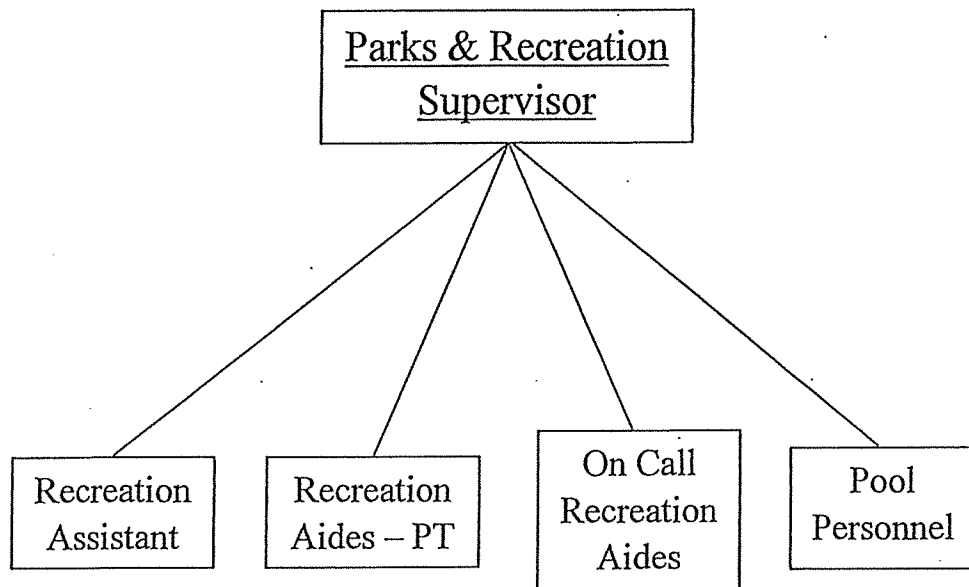 Parks & Recreation
Supervisor
Recreation
Assistant
Recreation
Aides – PT
On Call
Recreation
Aides
Pool
Personnel